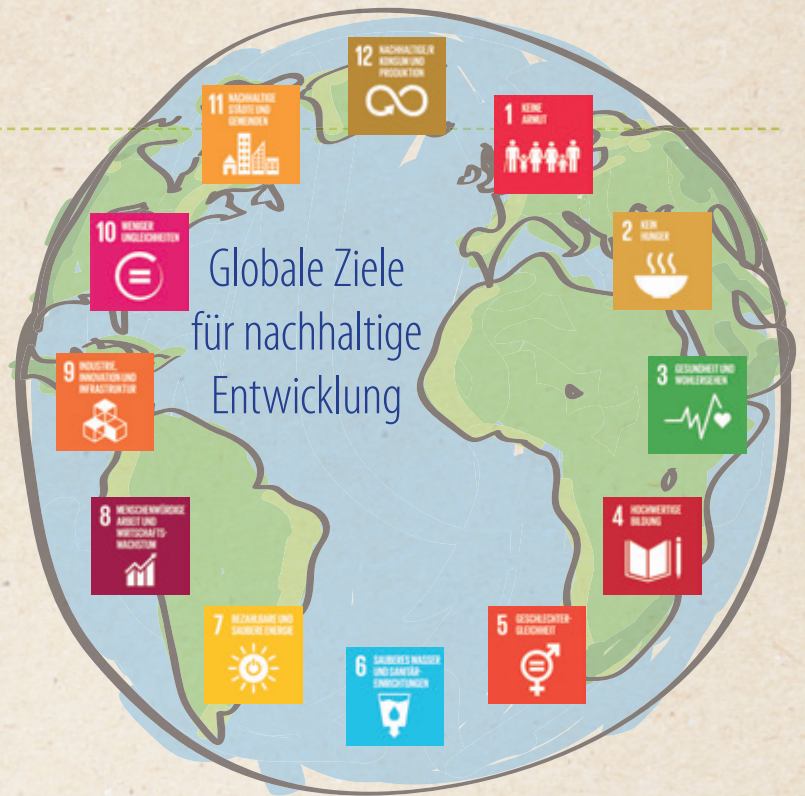 Globale Ziele
für nachhaltige
Entwicklung
1 KEINE
ARMUT
2 KEIN
HUNGER
3 GESUNDHEIT UND
WOHLERGEHEN
4 HOCHWERTIGE
BILDUNG
5 GESCHLECHTER-
GLEICHHEIT
6 SAUBERES WASSER
UND SANITÄR-
EINRICHTUNGEN
7 BEZAHLBARE UND
SAUBERE ENERGIE
8 MENSCHENWÜRDIGE
ARBEIT UND
WIRTSCHAFTS-
WACHSTUM
9 INDUSTRIE,
INNOVATION UND
INFRASTRUKTUR
10 WENIGER
UNGLEICHHEITEN
11 NACHHALTIGE
STÄDTE UND
GEMEINDEN
12 NACHHALTIGE/R
KONSUM UND
PRODUKTION